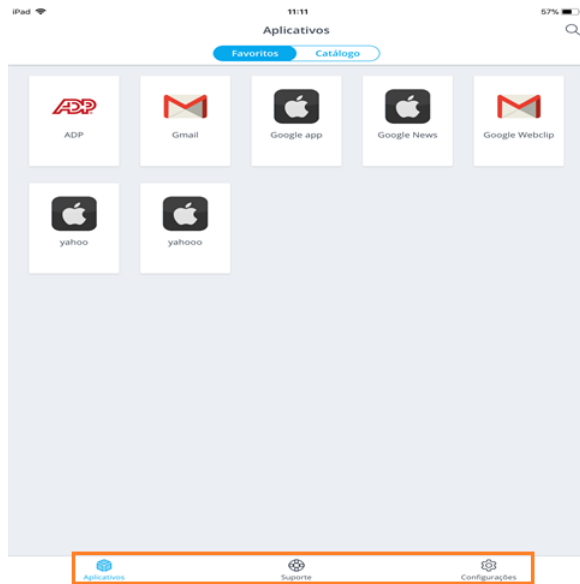 iPad 11:11 57%
Aplicativos
Favoritos Catálogo
ADP
ADP Gmail Google app Google News Google Webclip
yahoo yahooo
Aplicativos Suporte Configurações